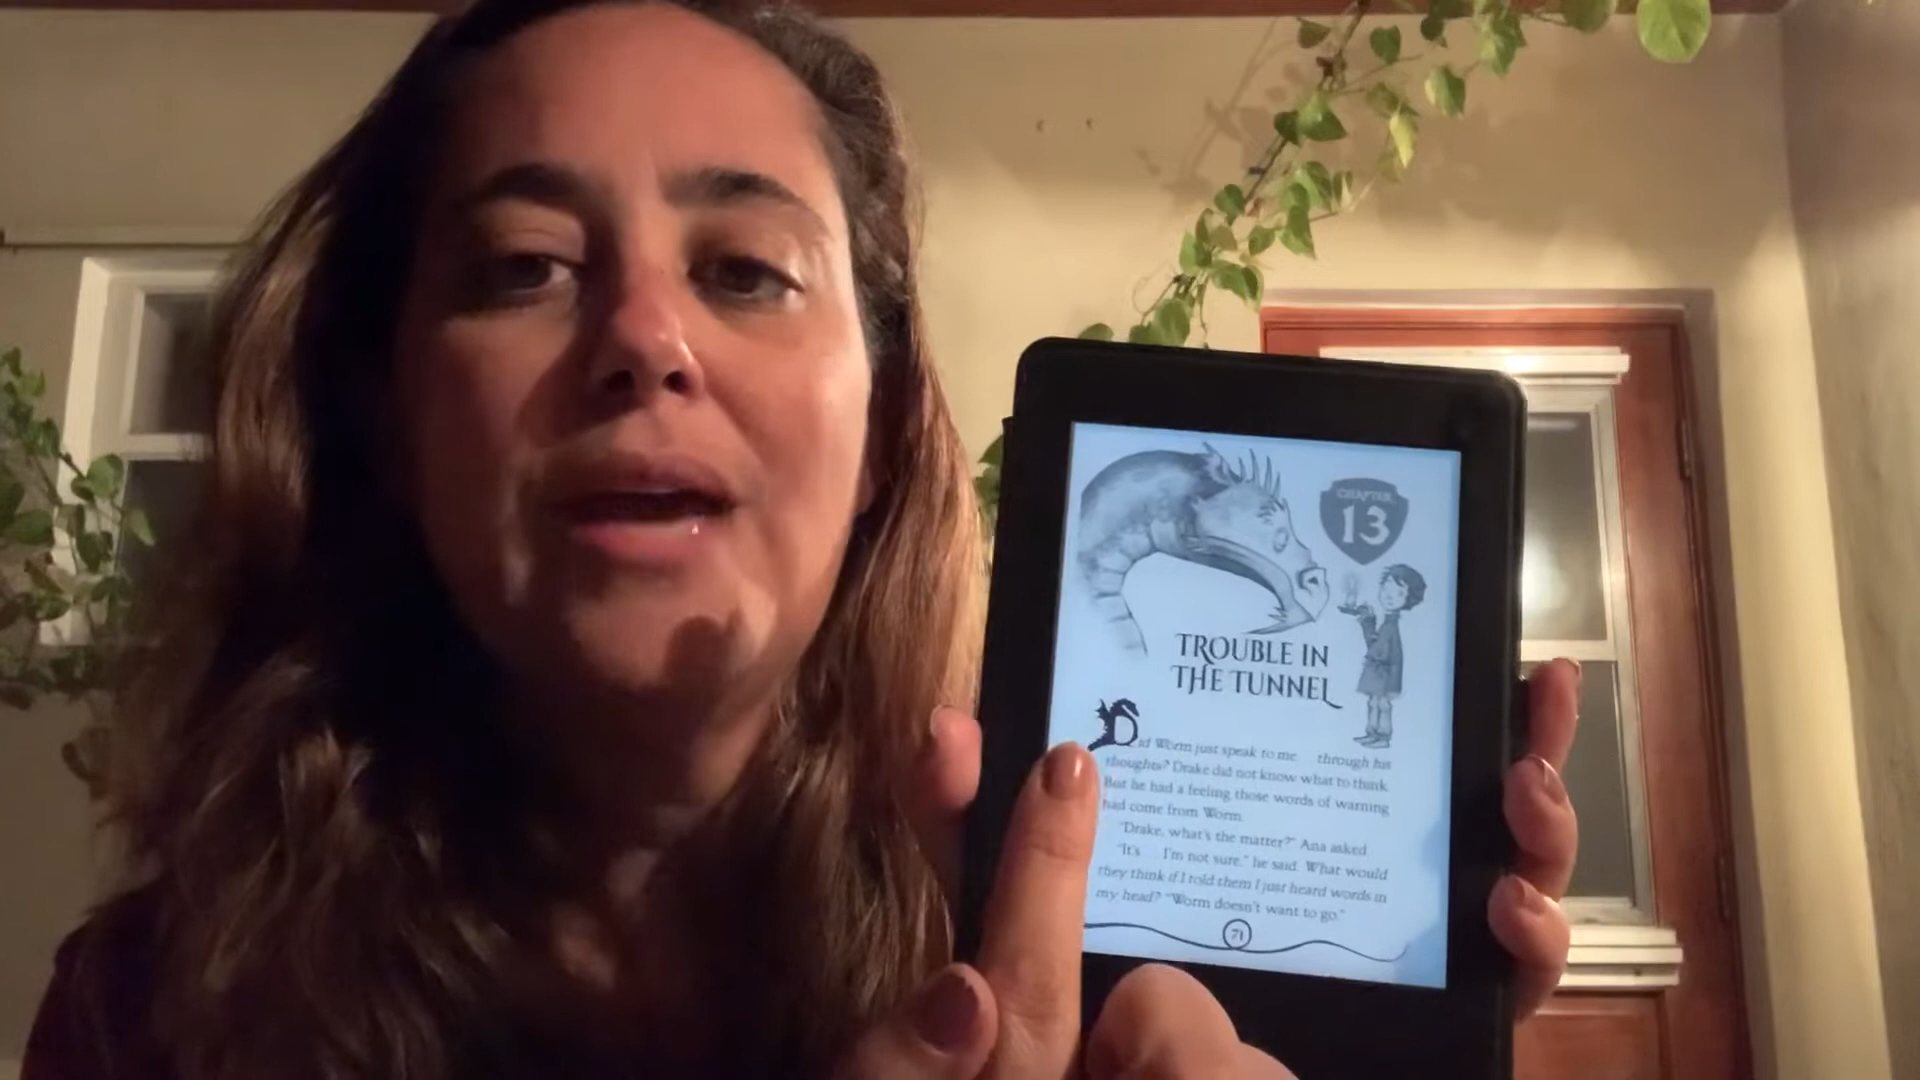 CHAPTER
13
TROUBLE IN
THE TUNNEL
Did Worm just speak to me through his
thoughts? Drake did not know what to think.
But he had a feeling those words of warning
had come from Worm.
"Drake, what's the matter?" Ana asked.
"It's I'm not sure," he said. What would
they think if I told them I just heard words in
my head? "Worm doesn't want to go."
71